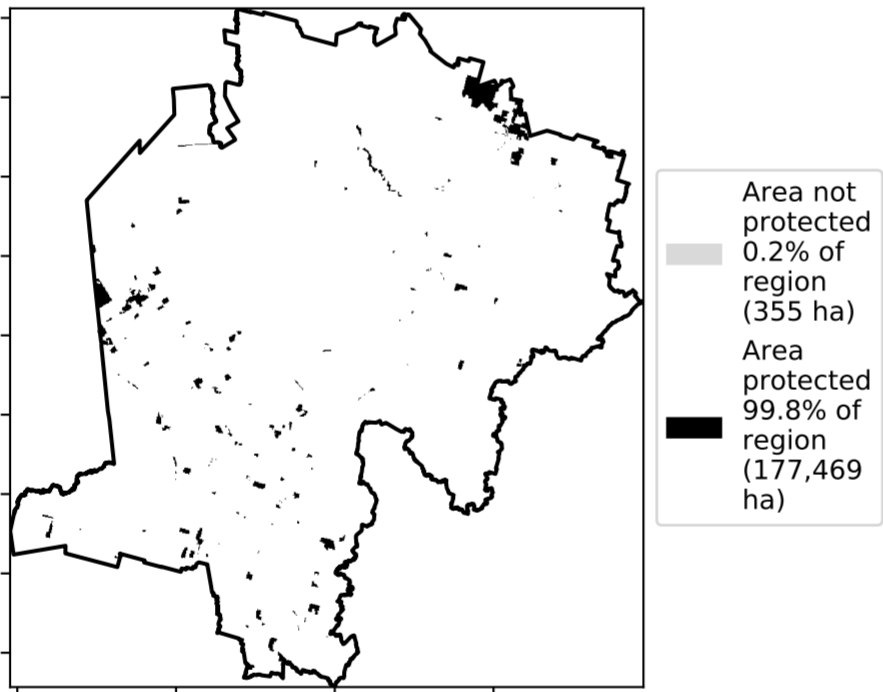 Area not
protected
0.2% of
region
(355 ha)
Area
protected
99.8% of
region
(177,469
ha)